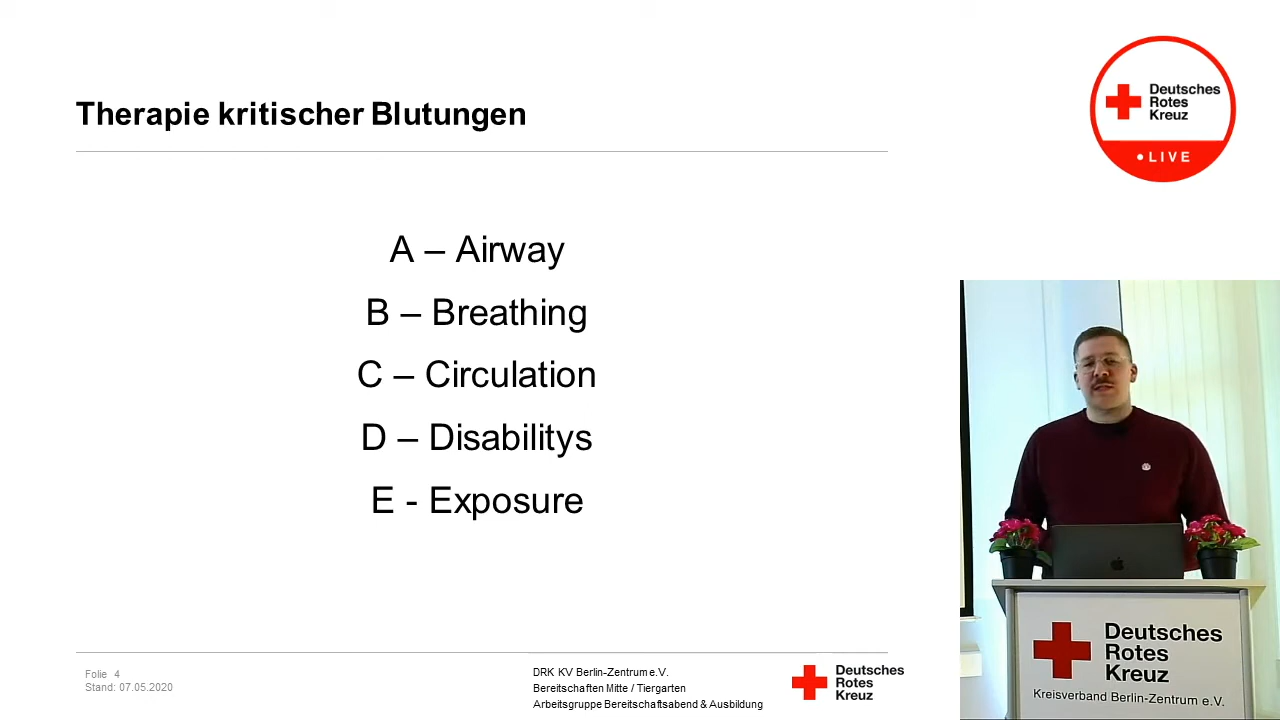 Therapie kritischer Blutungen
Deutsches
Rotes
Kreuz
LIVE
A – Airway
B – Breathing
C – Circulation
D – Disabilitys
E - Exposure
Deutsches
Rotes
Kreuz
Kreisverband Berlin-Zentrum e.V.
Folie 4
Stand: 07.05.2020
DRK KV Berlin-Zentrum e.V.
Bereitschaften Mitte / Tiergarten
Arbeitsgruppe Bereitschaftsabend & Ausbildung
Deutsches
Rotes
Kreuz